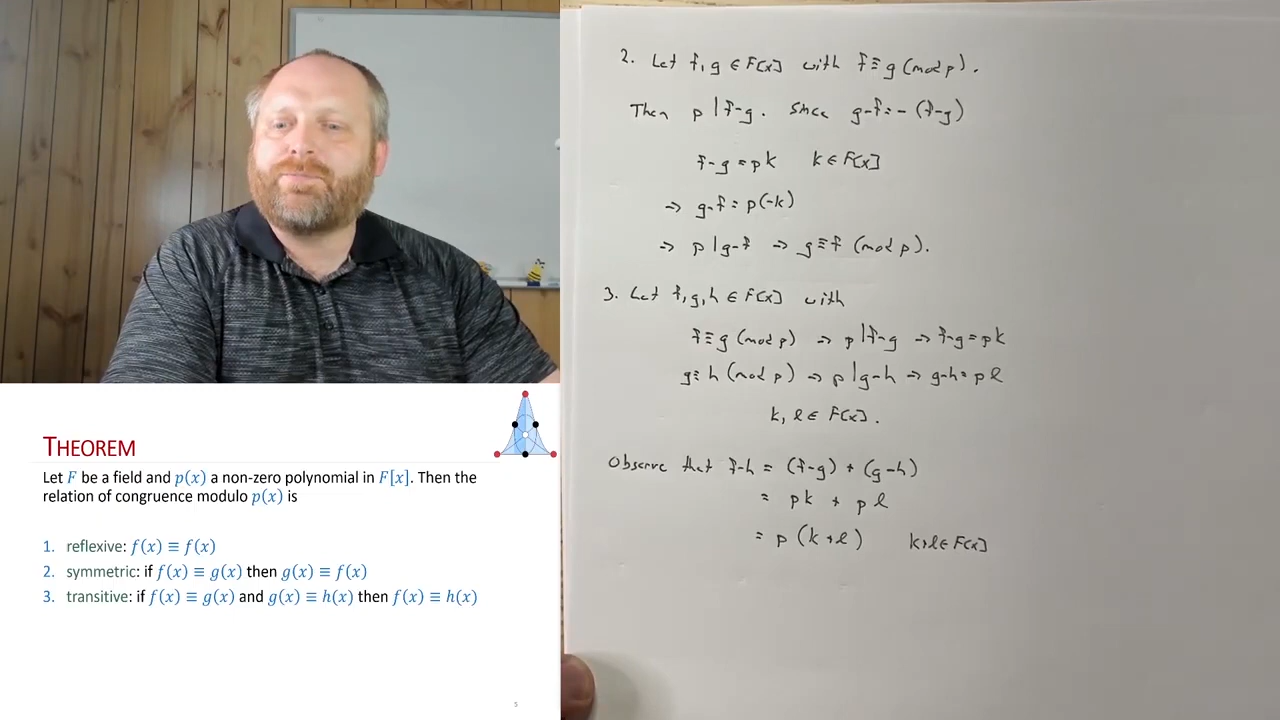 THEOREM
Let F be a field and p(x) a non-zero polynomial in F[x]. Then the
relation of congruence modulo p(x) is
1. reflexive: f(x) ≡ f(x)
2. symmetric: if f(x) ≡ g(x) then g(x) ≡ f(x)
3. transitive: if f(x) ≡ g(x) and g(x) ≡ h(x) then f(x) ≡ h(x)
5
2. Let f,g ∈ F[x] with f ≡ g (mod p).
Then p | f-g. Since g-f = - (f-g)
f-g = pk k ∈ F[x]
⇒ g-f = p(-k)
⇒ p | g-f ⇒ g ≡ f (mod p).
3. Let f,g,h ∈ F[x] with
f ≡ g (mod p) ⇒ p | f-g ⇒ f-g = pk
g ≡ h (mod p) ⇒ p | g-h ⇒ g-h = pl
k, l ∈ F[x].
Observe that f-h = (f-g) + (g-h)
= pk + pl
= p (k+l) k+l ∈ F[x]